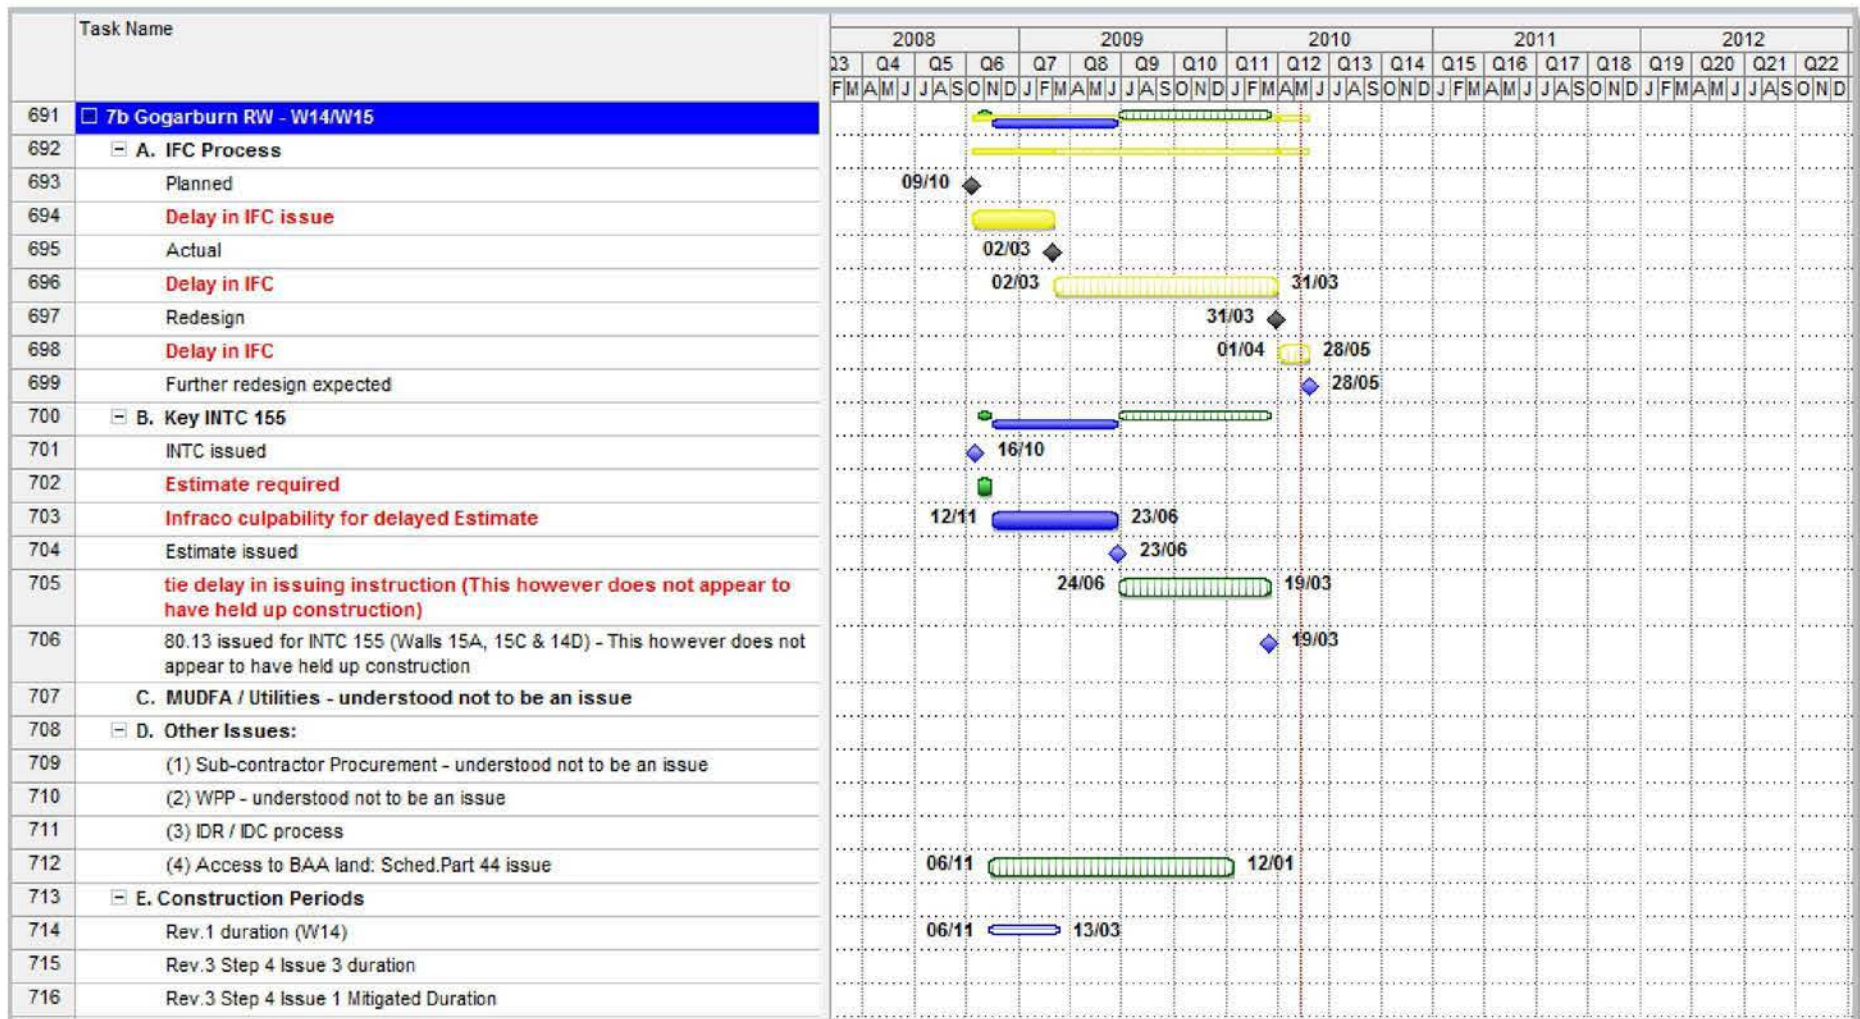 Task Name
2008 2009 2010 2011 2012
Q3 Q4 Q5 Q6 Q7 Q8 Q9 Q10 Q11 Q12 Q13 Q14 Q15 Q16 Q17 Q18 Q19 Q20 Q21 Q22
F M A M J J A S O N D J F M A M J J A S O N D J F M A M J J A S O N D J F M A M J J A S O N D J F M A M J J A S O N D
691 7b Gogarburn RW - W14/W15
692 A. IFC Process
693 Planned 09/10
694 Delay in IFC issue
695 Actual 02/03
696 Delay in IFC 02/03 31/03
697 Redesign 31/03
698 Delay in IFC 01/04 28/05
699 Further redesign expected 28/05
700 B. Key INTC 155
701 INTC issued 16/10
702 Estimate required
703 Infraco culpability for delayed Estimate 12/11 23/06
704 Estimate issued 23/06
705 tie delay in issuing instruction (This however does not appear to 24/06 19/03
have held up construction)
706 80.13 issued for INTC 155 (Walls 15A, 15C & 14D) - This however does not 19/03
appear to have held up construction
707 C. MUDFA / Utilities - understood not to be an issue
708 D. Other Issues:
709 (1) Sub-contractor Procurement - understood not to be an issue
710 (2) WPP - understood not to be an issue
711 (3) IDR / IDC process
712 (4) Access to BAA land: Sched.Part 44 issue 06/11 12/01
713 E. Construction Periods
714 Rev.1 duration (W14) 06/11 13/03
715 Rev.3 Step 4 Issue 3 duration
716 Rev.3 Step 4 Issue 1 Mitigated Duration